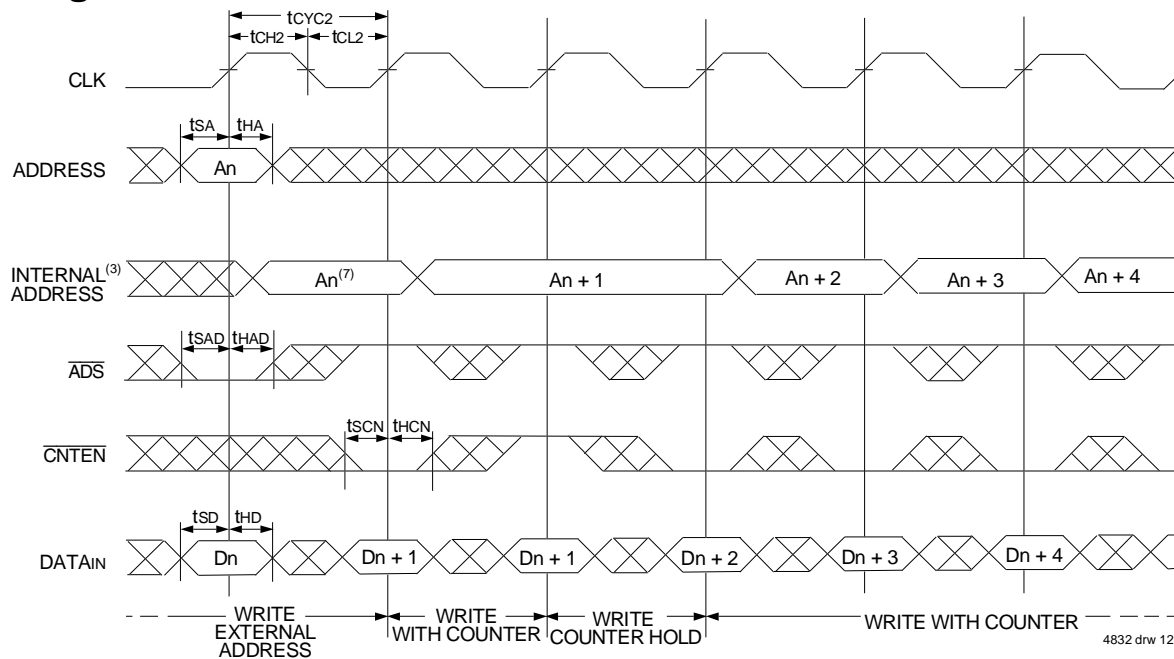 tCYC2
tCH2 tCL2
CLK
tSA tHA
ADDRESS An
INTERNAL(3)
ADDRESS An(7) An + 1 An + 2 An + 3 An + 4
tSAD tHAD
ADS
tSCN tHCN
CNTEN
tSD tHD
DATAIN Dn Dn + 1 Dn + 1 Dn + 2 Dn + 3 Dn + 4
WRITE
EXTERNAL
ADDRESS
WRITE
WITH COUNTER
WRITE
COUNTER HOLD
WRITE WITH COUNTER
4832 drw 12